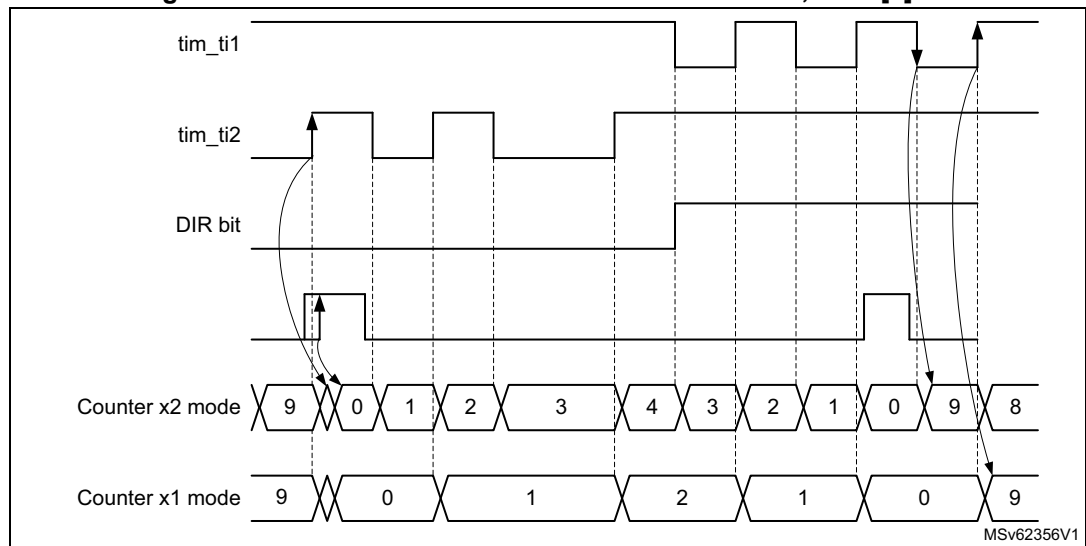 tim_ti1
tim_ti2
DIR bit
Counter x2 mode 9 0 1 2 3 4 3 2 1 0 9 8
Counter x1 mode 9 0 1 2 1 0 9
MSv62356V1